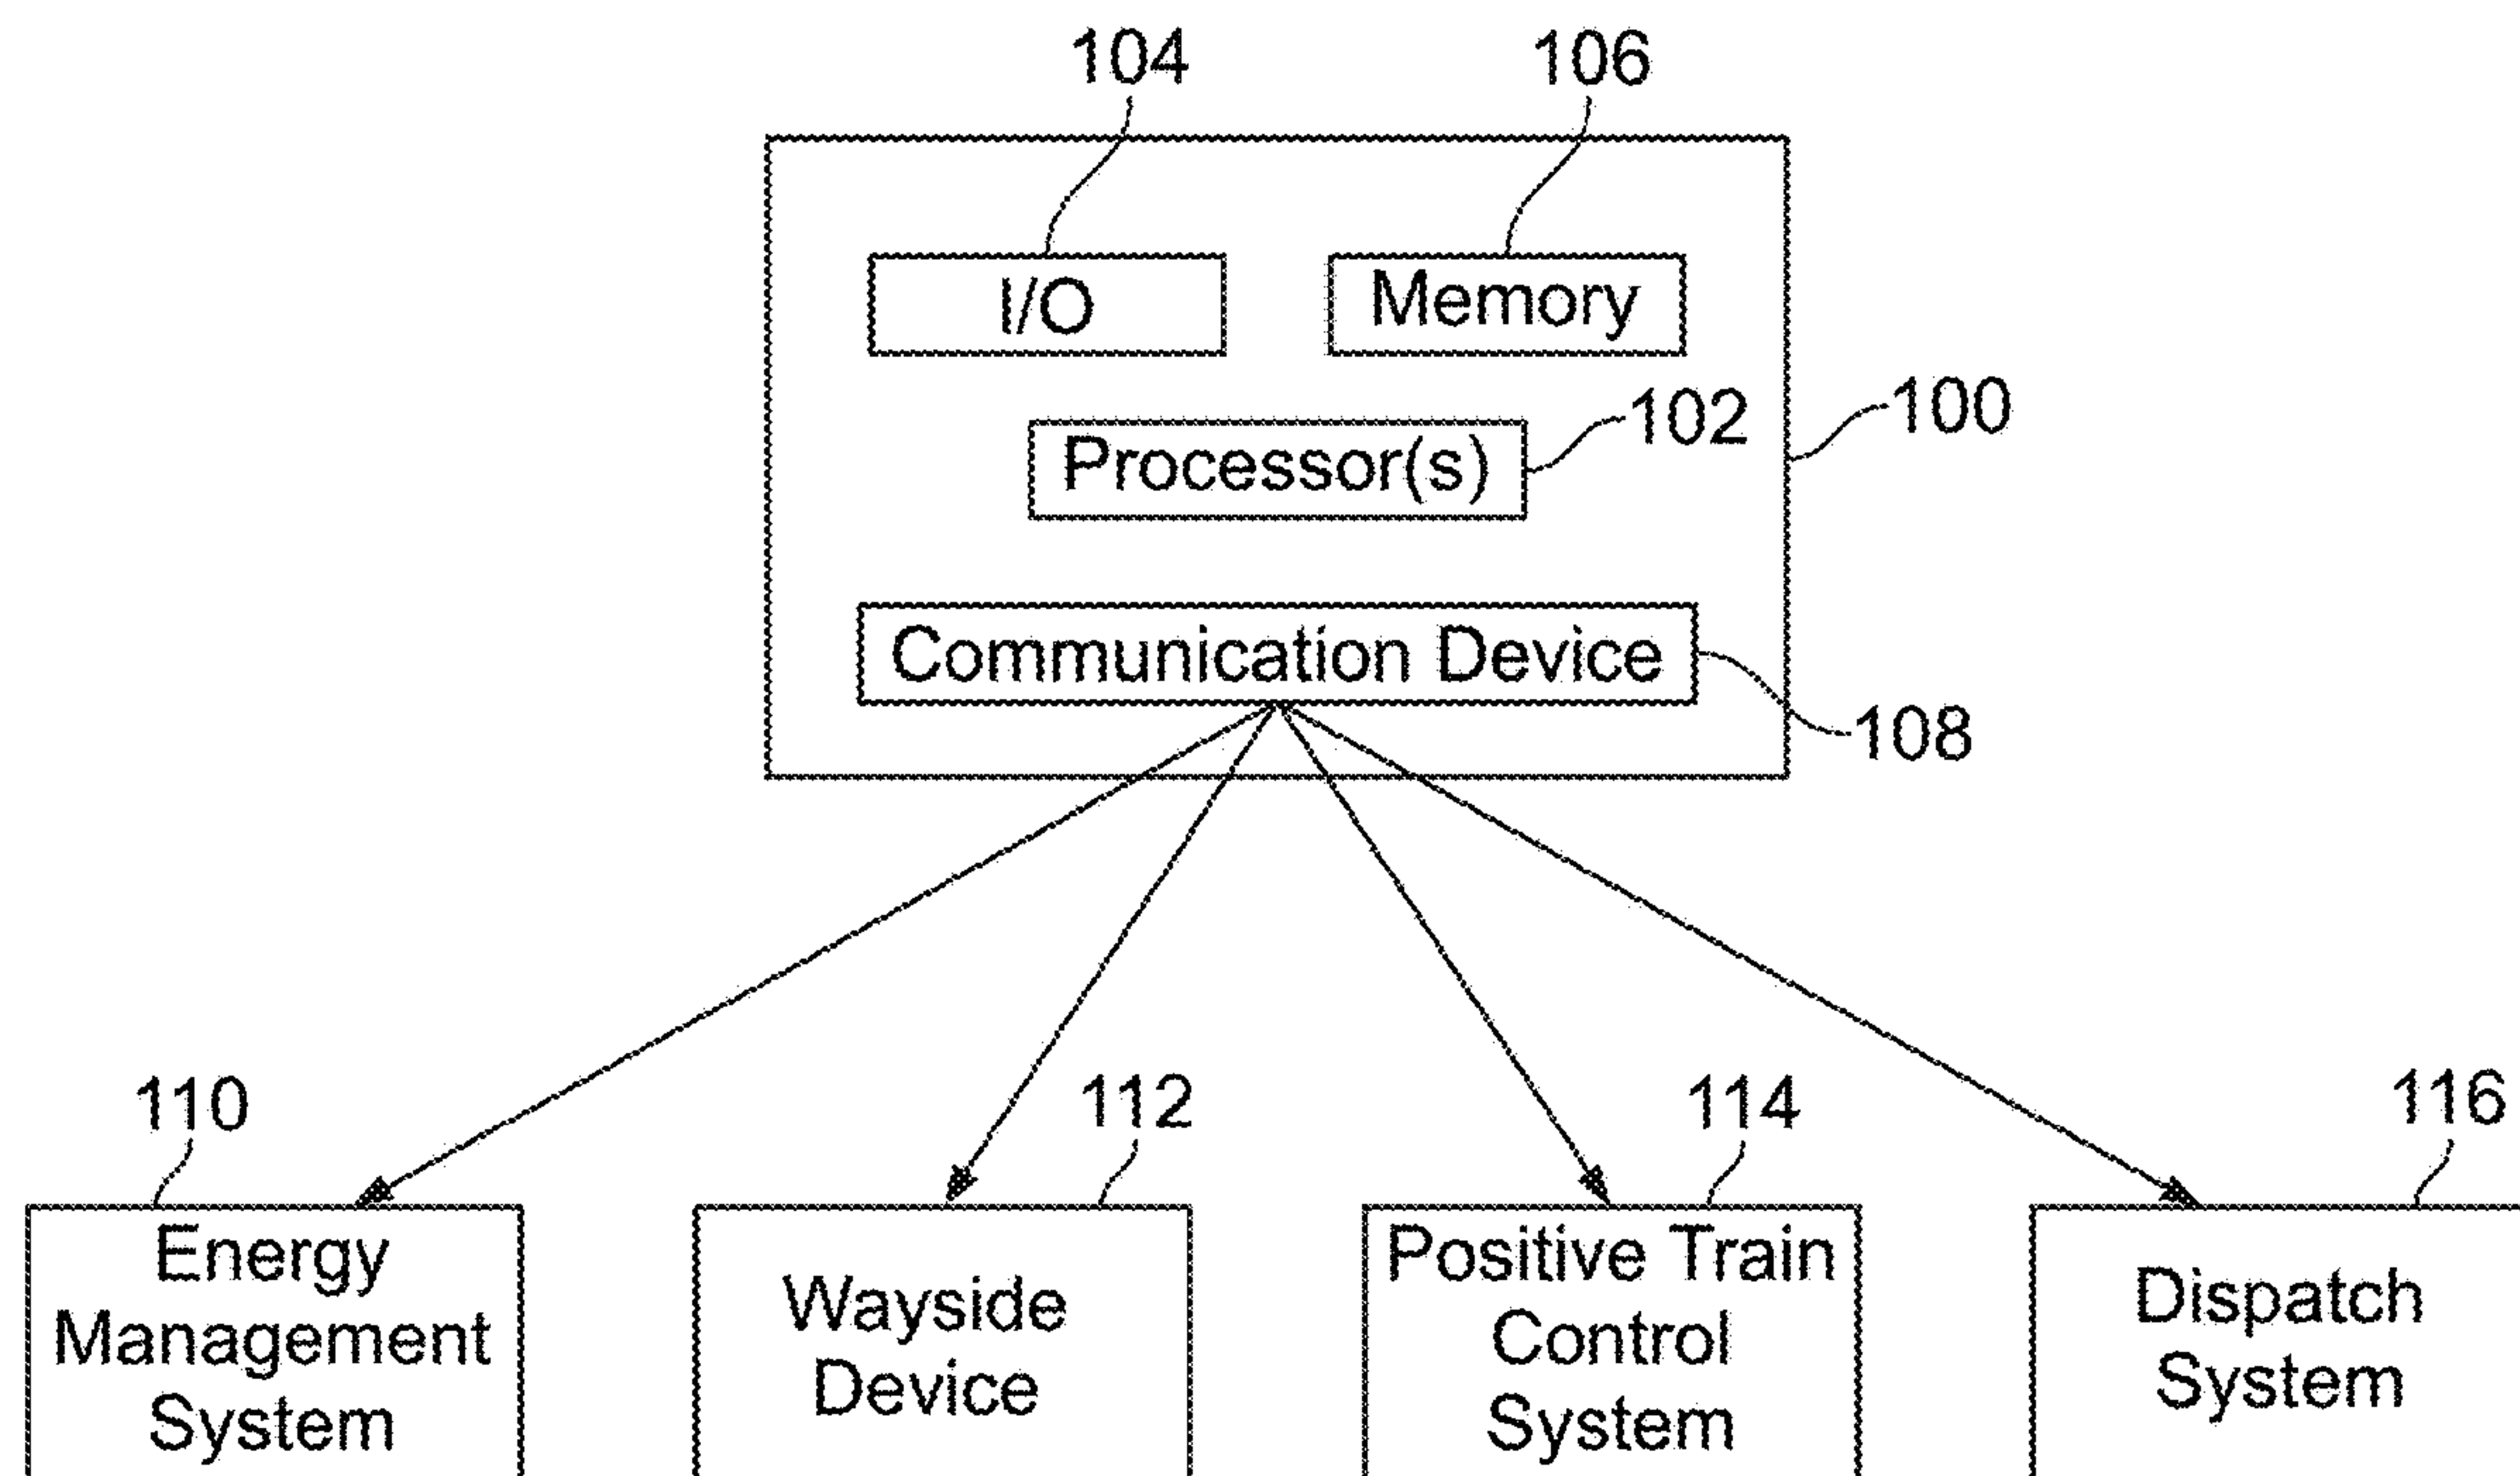 104
106
I/O
Memory
102
100
Processor(s)
Communication Device
108
110
112
114
116
Energy
Management
System
Wayside
Device
Positive Train
Control
System
Dispatch
System